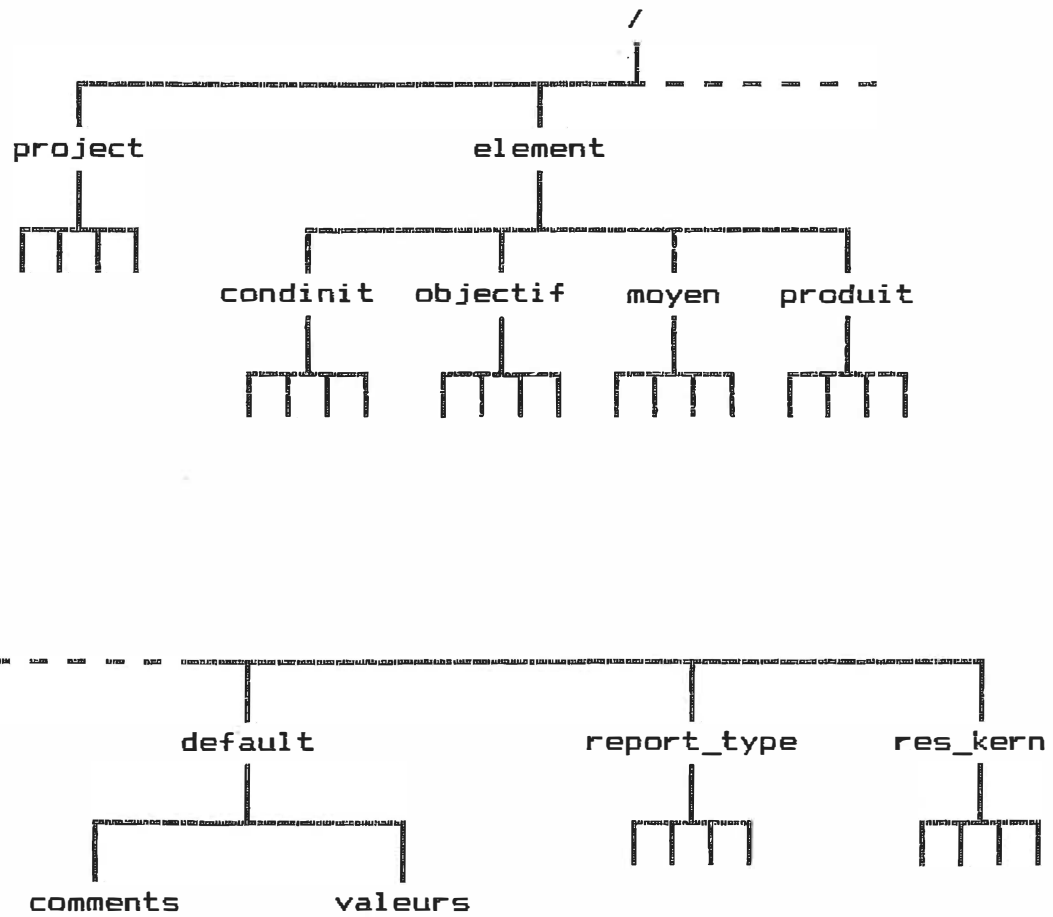 /
project element
condinit objectif moyen produit
default report_type res_kern
comments valeurs